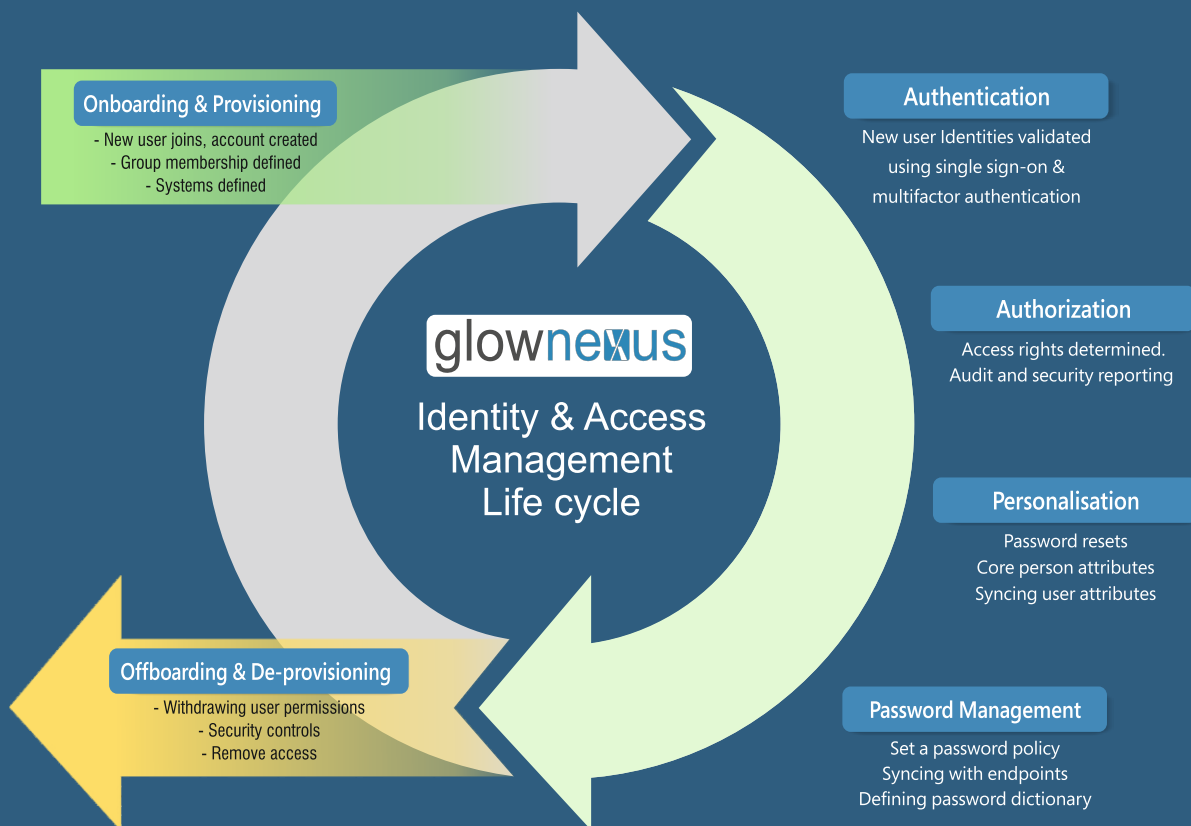 Onboarding & Provisioning
- New user joins, account created
- Group membership defined
- Systems defined
Authentication
New user Identities validated
using single sign-on &
multifactor authentication
Authorization
Access rights determined.
Audit and security reporting
glownexus
Identity & Access
Management
Life cycle
Personalisation
Password resets
Core person attributes
Syncing user attributes
Offboarding & De-provisioning
- Withdrawing user permissions
- Security controls
- Remove access
Password Management
Set a password policy
Syncing with endpoints
Defining password dictionary